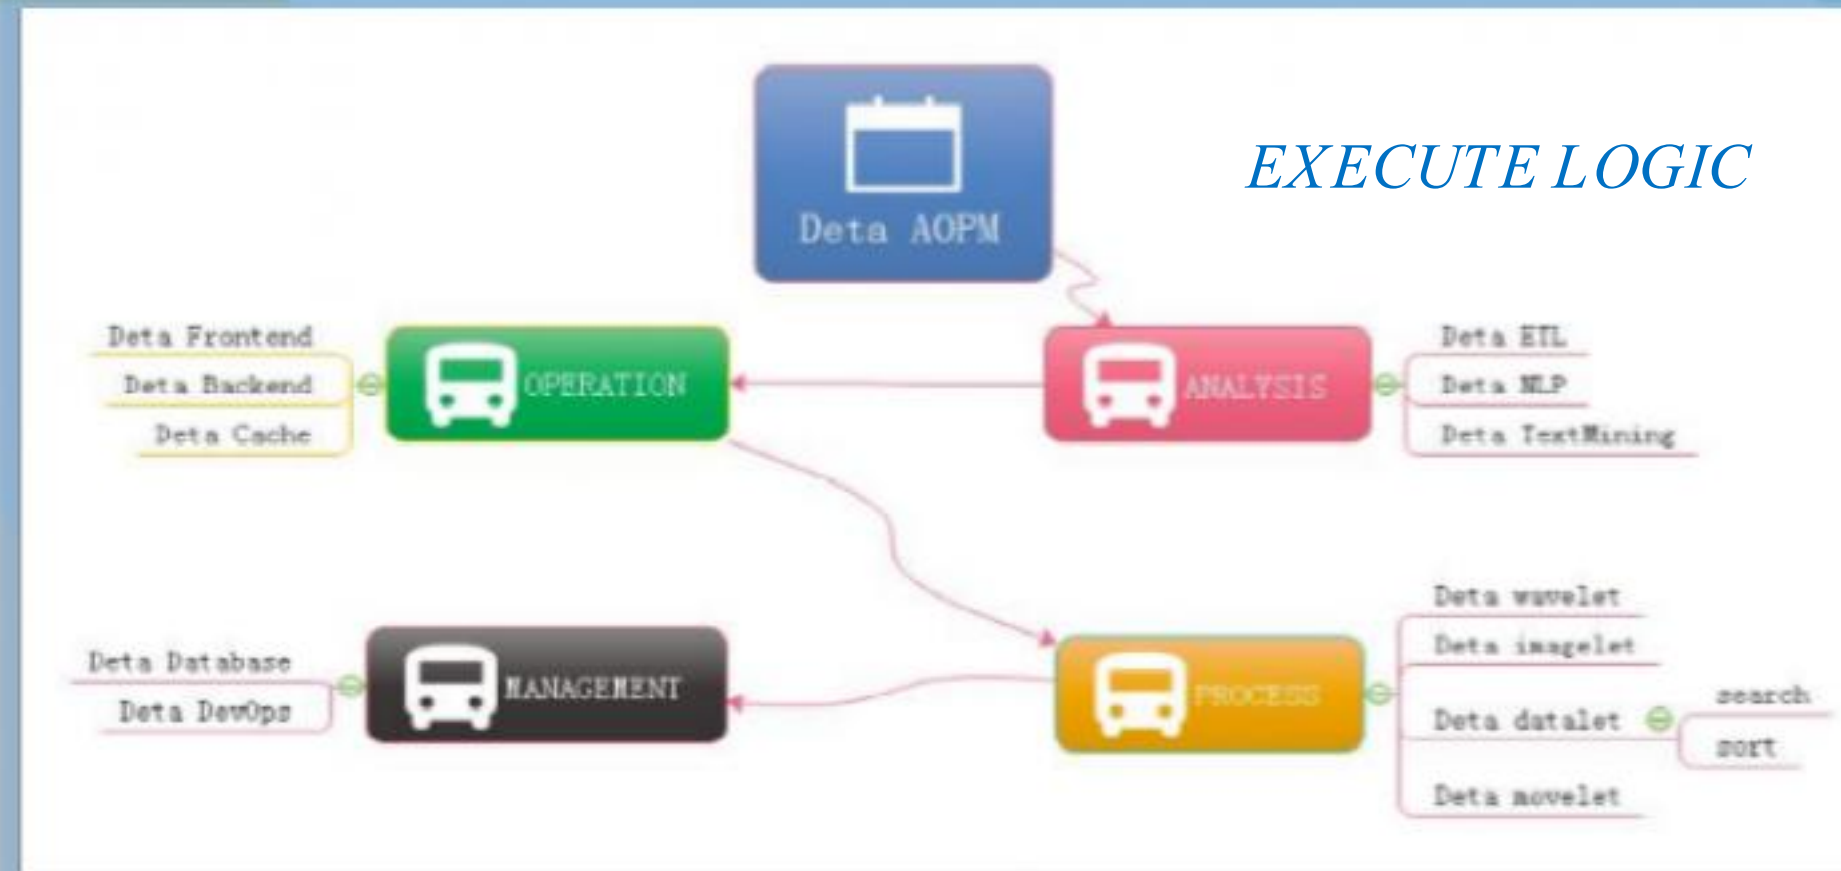 EXECUTE LOGIC
Deta AOPM
Deta Frontend
Deta Backend
Deta Cache
OPERATION
ANALYSIS
Deta ETL
Deta NLP
Deta TextMining
Deta Database
Deta DevOps
MANAGEMENT
PROCESS
Deta wavelet
Deta imagelet
Deta datalet
search
sort
Deta movelet